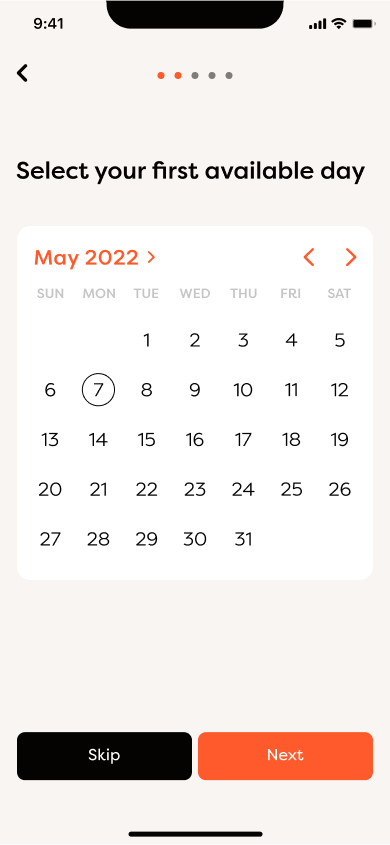 9:41
Select your first available day
May 2022
SUN MON TUE WED THU FRI SAT
1 2 3 4 5
6 7 8 9 10 11 12
13 14 15 16 17 18 19
20 21 22 23 24 25 26
27 28 29 30 31
Skip Next